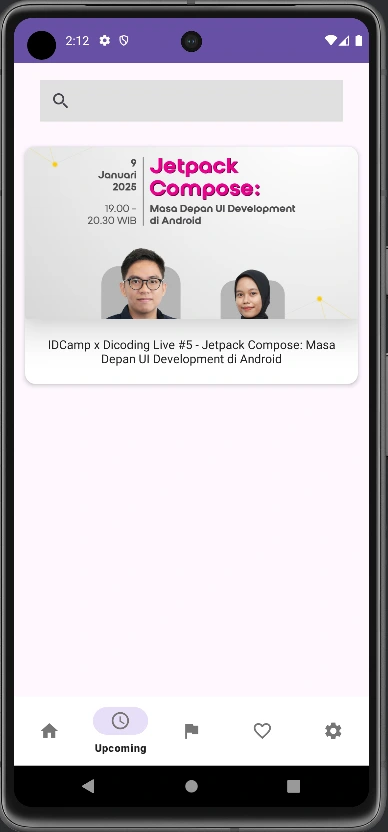 2:12
9
Januari
2025
19.00 -
20.30 WIB
Jetpack
Compose:
Masa Depan UI Development
di Android
IDCamp x Dicoding Live #5 - Jetpack Compose: Masa
Depan UI Development di Android
Upcoming